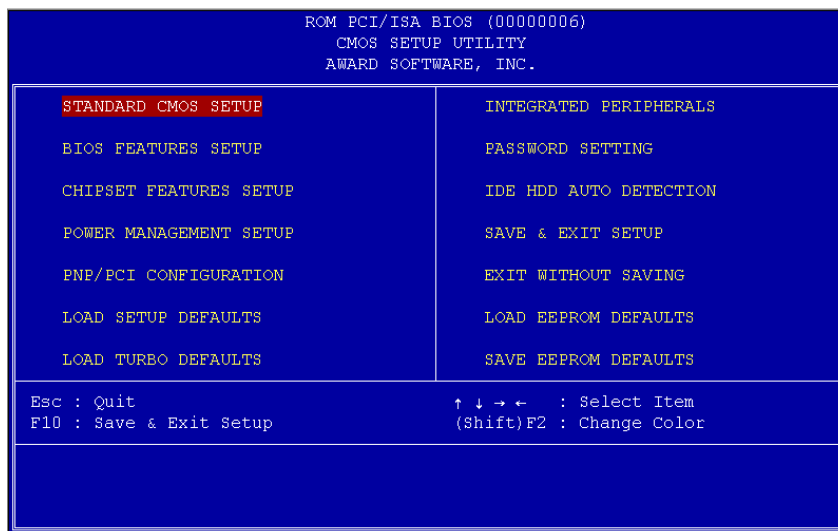 ROM PCI/ISA BIOS (00000006)
CMOS SETUP UTILITY
AWARD SOFTWARE, INC.
STANDARD CMOS SETUP
BIOS FEATURES SETUP
CHIPSET FEATURES SETUP
POWER MANAGEMENT SETUP
PNP/PCI CONFIGURATION
LOAD SETUP DEFAULTS
LOAD TURBO DEFAULTS
INTEGRATED PERIPHERALS
PASSWORD SETTING
IDE HDD AUTO DETECTION
SAVE & EXIT SETUP
EXIT WITHOUT SAVING
LOAD EEPROM DEFAULTS
SAVE EEPROM DEFAULTS
Esc : Quit
F10 : Save & Exit Setup
↑ ↓ → ← : Select Item
(Shift)F2 : Change Color